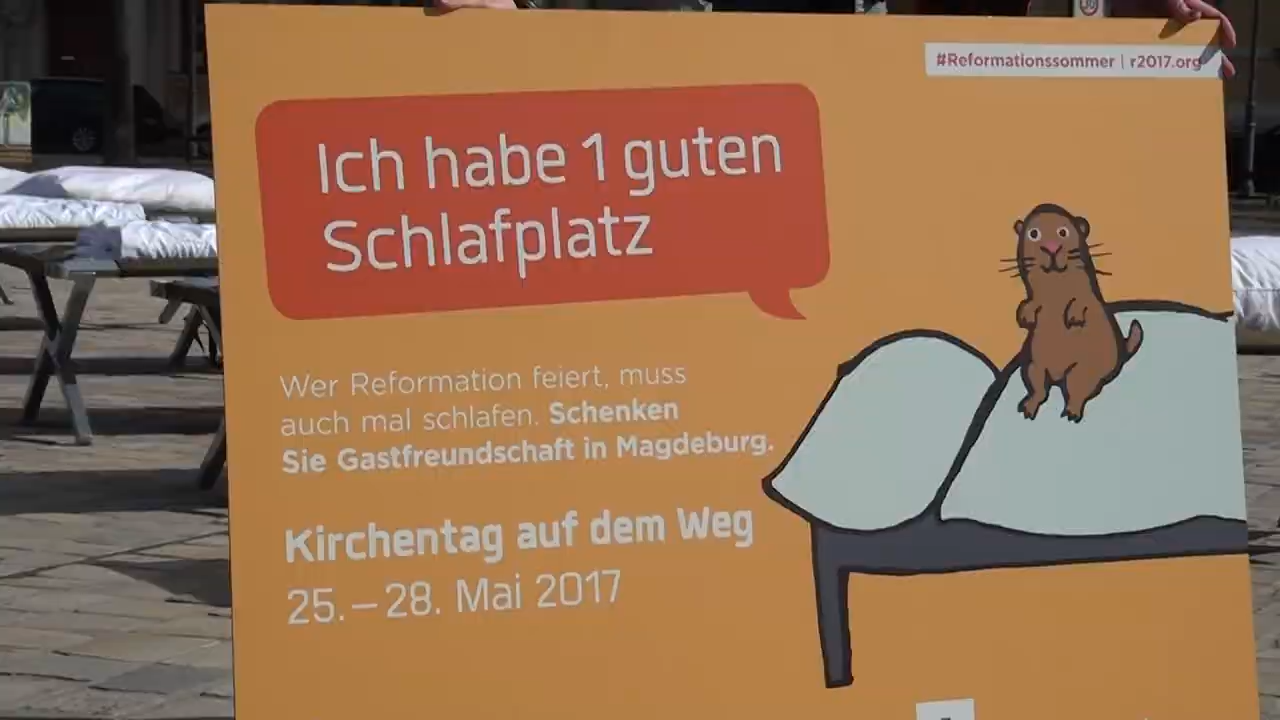 #Reformationssommer | r2017.org
Ich habe 1 guten
Schlafplatz
Wer Reformation feiert, muss
auch mal schlafen. Schenken
Sie Gastfreundschaft in Magdeburg.
Kirchentag auf dem Weg
25.–28. Mai 2017